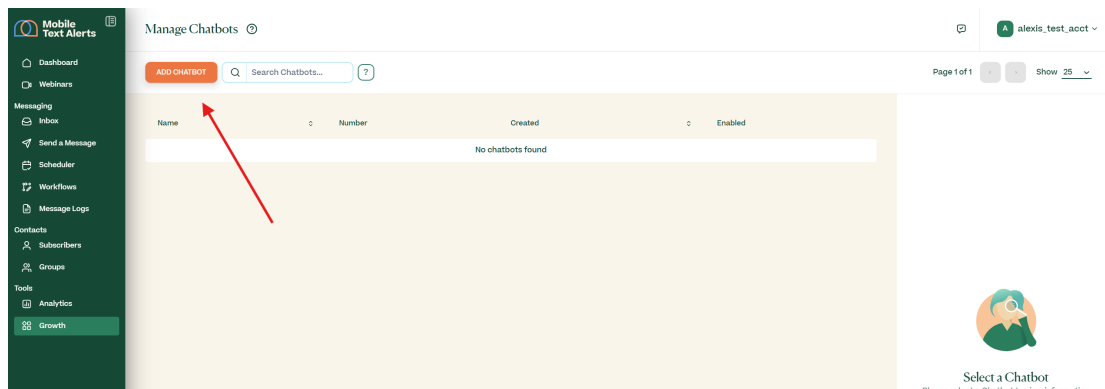 Mobile
Text Alerts
Manage Chatbots ?
A alexis_test_acct
Dashboard
Webinars
Messaging
Inbox
Send a Message
Scheduler
Workflows
Message Logs
Contacts
Subscribers
Groups
Tools
Analytics
Growth
ADD CHATBOT Search Chatbots... ?
Page 1 of 1 Show 25
Name Number Created Enabled
No chatbots found
Select a Chatbot